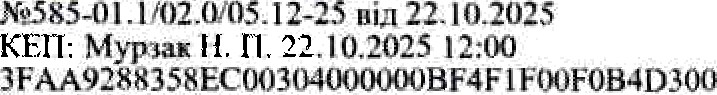 №585-01.1/02.0/05.12-25 від 22.10.2025
КЕП: Мурзак Н. П. 22.10.2025 12:00
3FAA9288358EC00304000000BF4F1F00F0B4D300